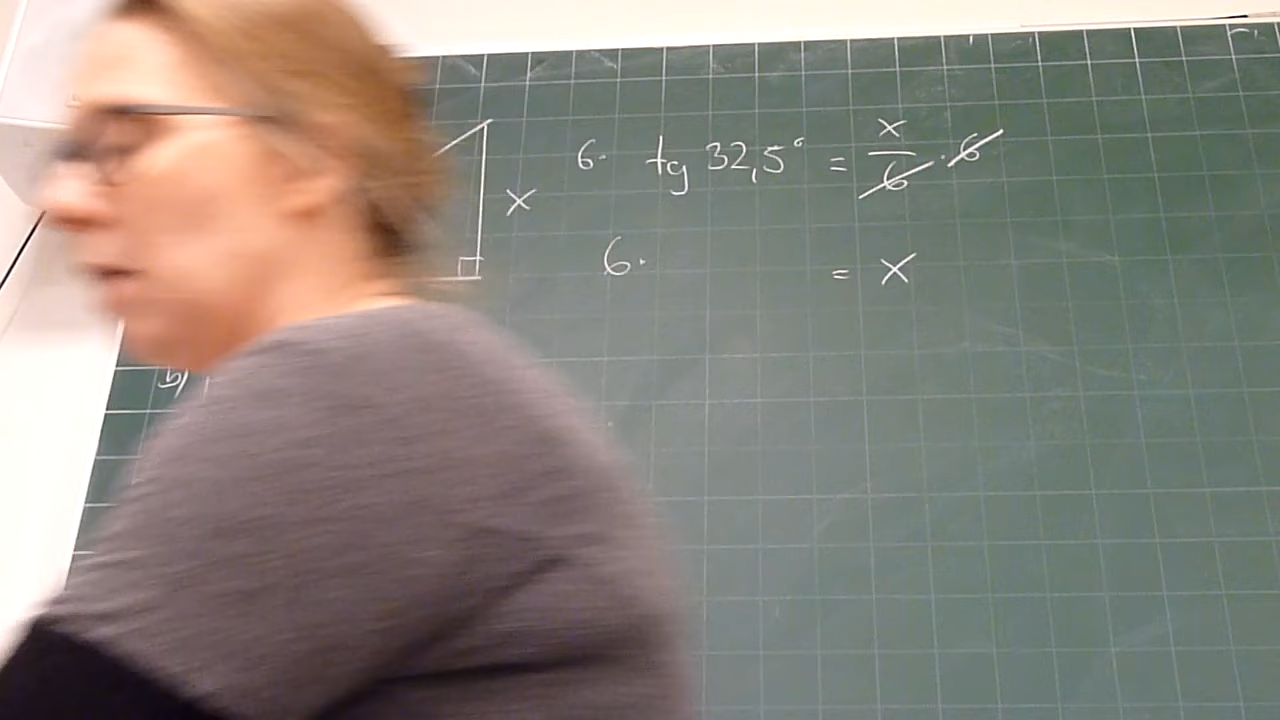 x
6· tg 32,5° = x/6 · 6
6· = x
b)